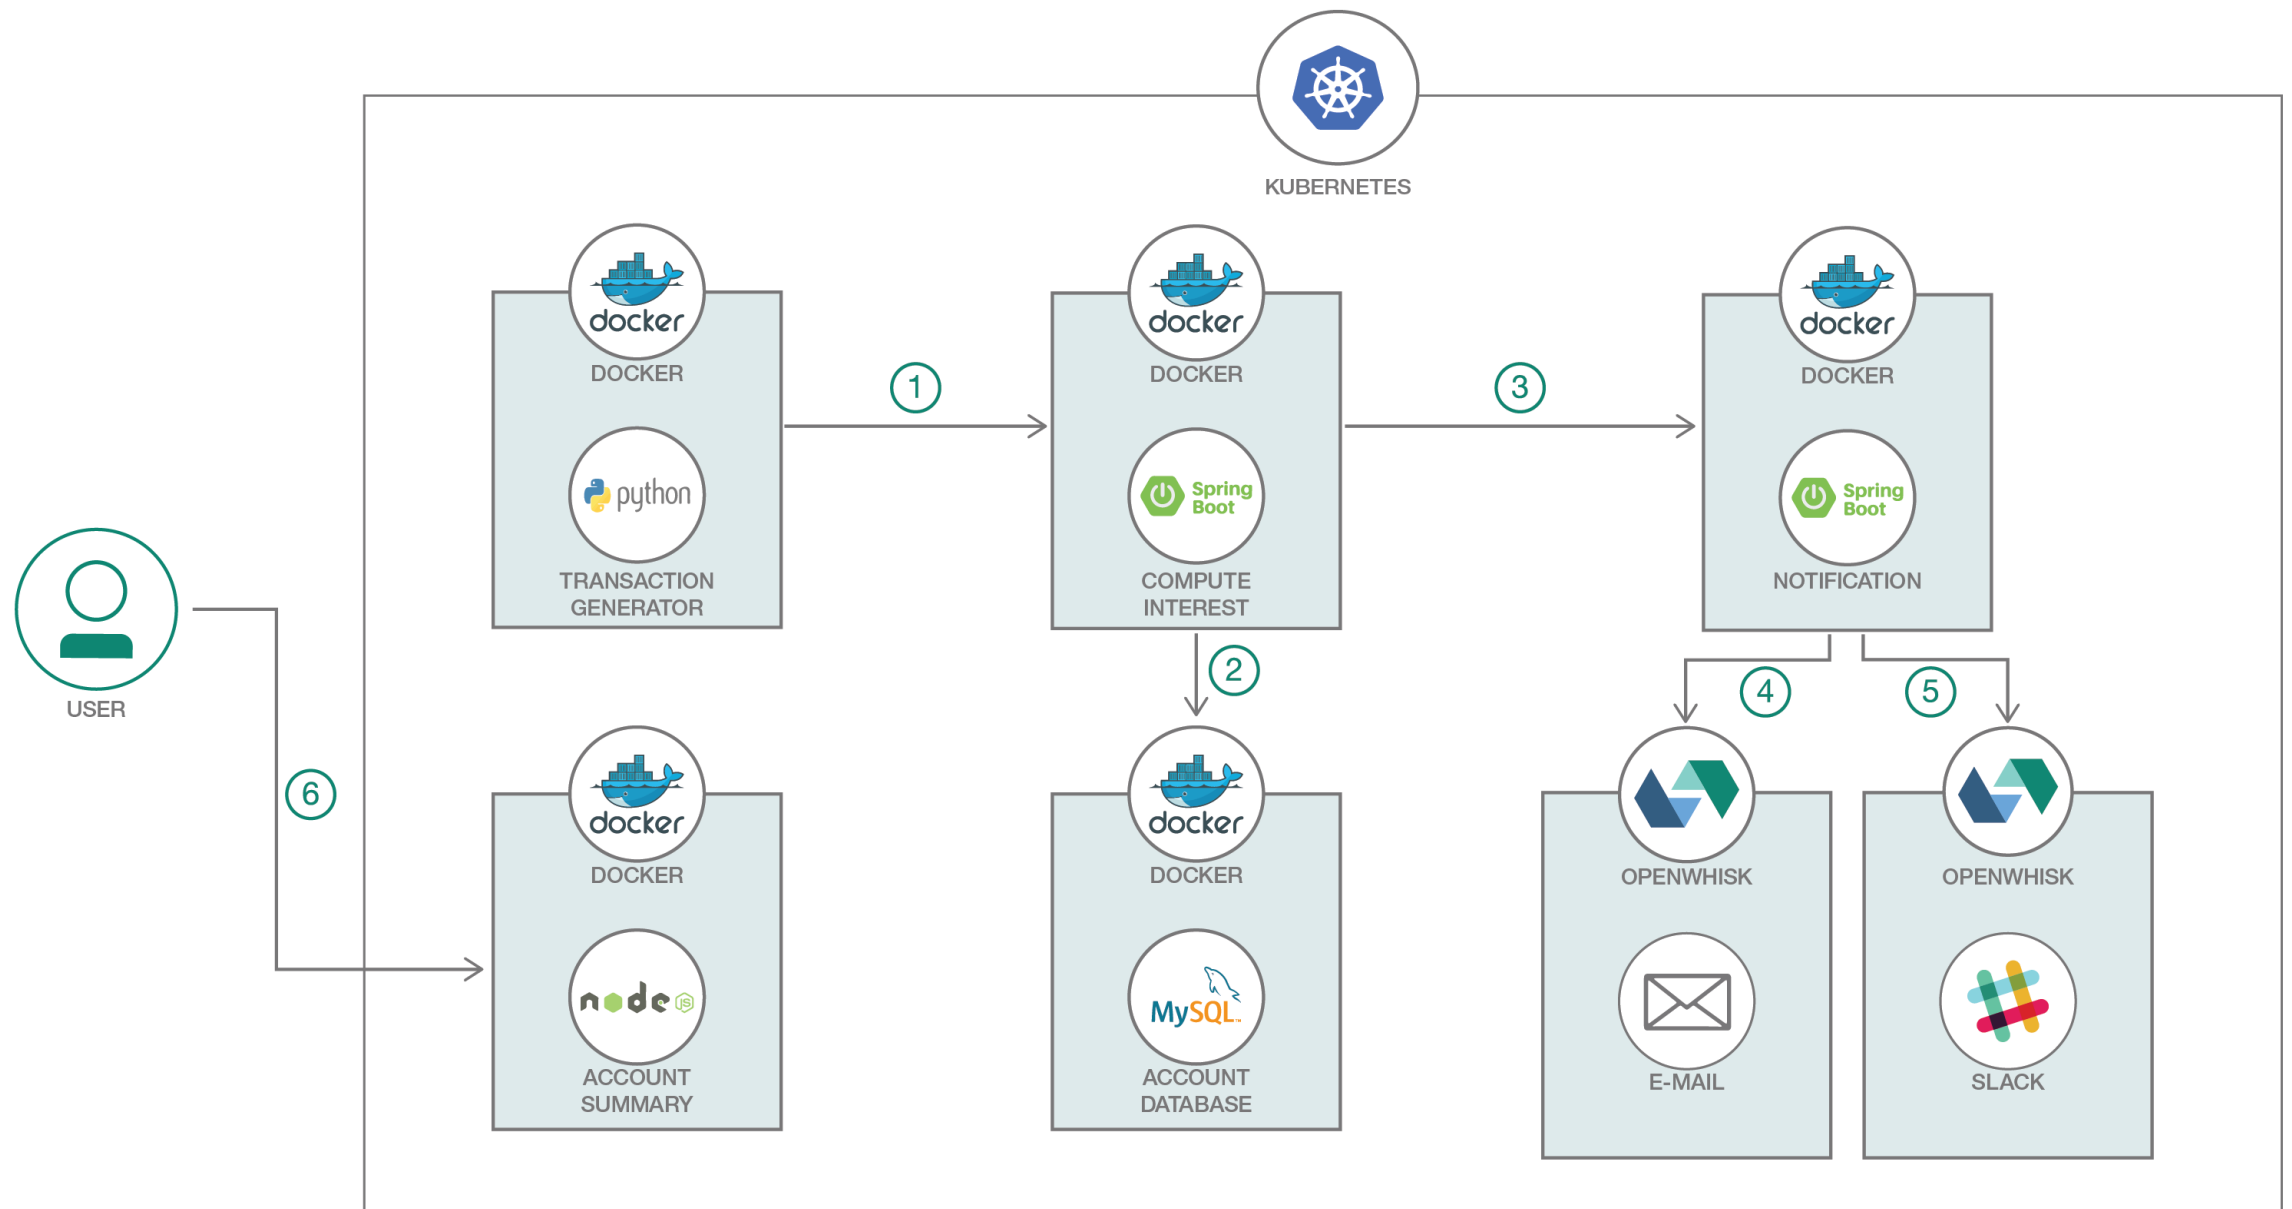 KUBERNETES
docker
DOCKER
python
TRANSACTION
GENERATOR
1
docker
DOCKER
Spring
Boot
COMPUTE
INTEREST
3
docker
DOCKER
Spring
Boot
NOTIFICATION
USER
6
2
4
5
docker
DOCKER
node
JS
ACCOUNT
SUMMARY
docker
DOCKER
MySQL™
ACCOUNT
DATABASE
OPENWHISK
E-MAIL
OPENWHISK
SLACK